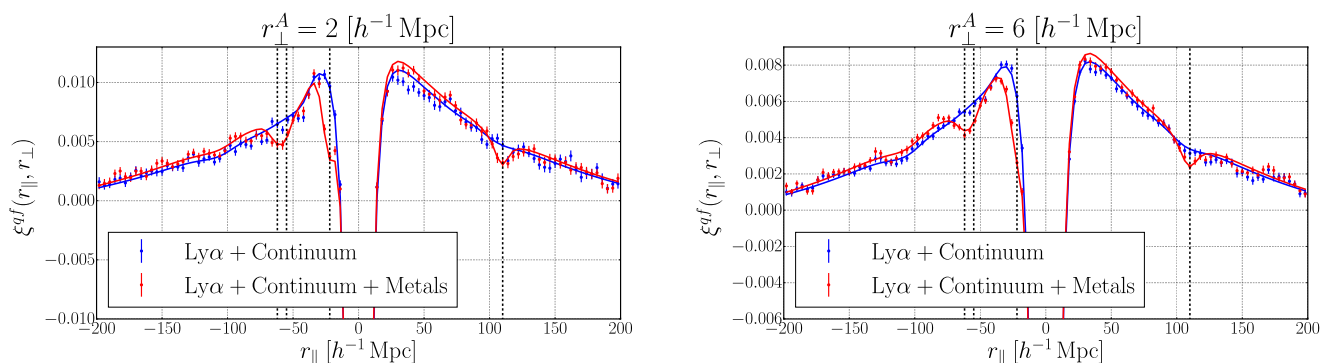 r⊥^A = 2 [h⁻¹ Mpc]
0.010
0.005
0.000
−0.005
−0.010
ξ^{qf}(r∥, r⊥)
Lyα + Continuum
Lyα + Continuum + Metals
−200 −150 −100 −50 0 50 100 150 200
r∥ [h⁻¹ Mpc]
r⊥^A = 6 [h⁻¹ Mpc]
0.008
0.006
0.004
0.002
0.000
−0.002
−0.004
−0.006
ξ^{qf}(r∥, r⊥)
Lyα + Continuum
Lyα + Continuum + Metals
−200 −150 −100 −50 0 50 100 150 200
r∥ [h⁻¹ Mpc]